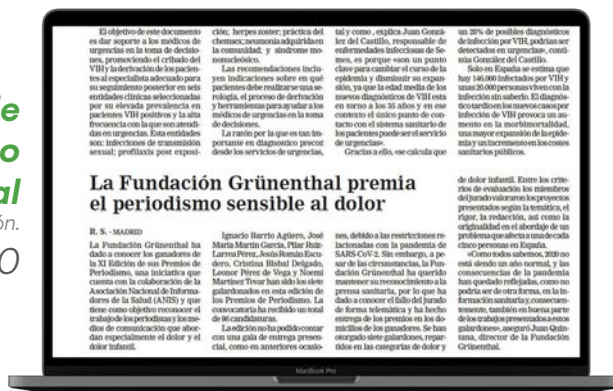 de
o
al
ón.
0
El objetivo de este documento
es dar soporte a los médicos de
urgencias en la toma de decisio-
nes, promoviendo el cribado del
VIH y la derivación de los pacien-
tes al especialista adecuado para
su seguimiento posterior en seis
entidades clínicas seleccionadas
por su elevada prevalencia en
pacientes VIH positivos y la alta
frecuencia con la que son atendi-
das en urgencias. Esta entidades
son: infecciones de transmisión
sexual; profilaxis post exposi-
ción; herpes zoster; práctica del
chemsex; neumonía adquirida en
la comunidad; y síndrome mo-
nonucleósico.
Las recomendaciones inclu-
yen indicaciones sobre en qué
pacientes debe realizarse una se-
rología, el proceso de derivación
y herramientas para ayudar a los
médicos de urgencias en la toma
de decisiones.
La razón por la que es tan im-
portante en diagnostico precoz
desde los servicios de urgencias,
tal y como , explica Juan Gonzá-
lez del Castillo, responsable de
enfermedades infecciosas de Se-
mes, es porque «son un punto
clave para cambiar el curso de la
epidemia y disminuir su expan-
sión, ya que la edad media de los
nuevos diagnósticos de VIH esta
en torno a los 35 años y en ese
contexto el único punto de con-
tacto con el sistema sanitario de
los pacientes puede ser el servicio
de urgencias».
Gracias a ello, «se calcula que
un 28% de posibles diagnósticos
de infección por VIH, podrían ser
detectados en urgencias», conti-
núa González del Castillo.
Solo en España se estima que
hay 146.000 infectados por VIH y
unas 20.000 personas viven con la
infección sin saberlo. El diagnós-
tico tardío en los nuevos casos por
infección de VIH provoca un au-
mento en la morbimortalidad,
una mayor expansión de la epide-
mia y un incremento en los costes
sanitarios públicos.
La Fundación Grünenthal premia
el periodismo sensible al dolor
R. S. - MADRID
La Fundación Grünenthal ha
dado a conocer los ganadores de
la XI Edición de sus Premios de
Periodismo, una iniciativa que
cuenta con la colaboración de la
Asociación Nacional de Informa-
dores de la Salud (ANIS) y que
tiene como objetivo reconocer el
trabajo de los periodistas y los me-
dios de comunicación que abor-
dan especialmente el dolor y el
dolor infantil.
Ignacio Barrio Agüero, José
María Martín García, Pilar Ruiz-
Larrea Pérez, Jesús Román Escu-
dero, Cristina Bisbal Delgado,
Leonor Pérez de Vega y Noemí
Martínez Tovar han sido los siete
galardonados en esta edición de
los Premios de Periodismo. La
convocatoria ha recibido un total
de 96 candidaturas.
La edición no ha podido contar
con una gala de entrega presen-
cial, como en anteriores ocasio-
nes, debido a las restricciones re-
lacionadas con la pandemia de
SARS-CoV-2. Sin embargo, a pe-
sar de las circunstancias, la Fun-
dación Grünenthal ha querido
mantener su reconocimiento a la
prensa sanitaria, por lo que ha
dado a conocer el fallo del jurado
de forma telemática y ha hecho
entrega de los premios en los do-
micilios de los ganadores. Se han
otorgado siete galardones, repar-
tidos en las categorías de dolor y
de dolor infantil. Entre los crite-
rios de evaluación los miembros
del jurado valoraron los proyectos
presentados según la temática, el
rigor, la redacción, así como la
originalidad en el abordaje de un
problema que afecta a una de cada
cinco personas en España.
«Como todos sabemos, 2020 no
está siendo un año normal, y las
consecuencias de la pandemia
han quedado reflejadas, como no
podría ser de otra forma, en la in-
formación sanitaria y, consecuen-
temente, también en buena parte
de los trabajos presentados a estos
galardones», aseguró Juan Quin-
tana, director de la Fundación
Grünenthal.
MacBook Pro